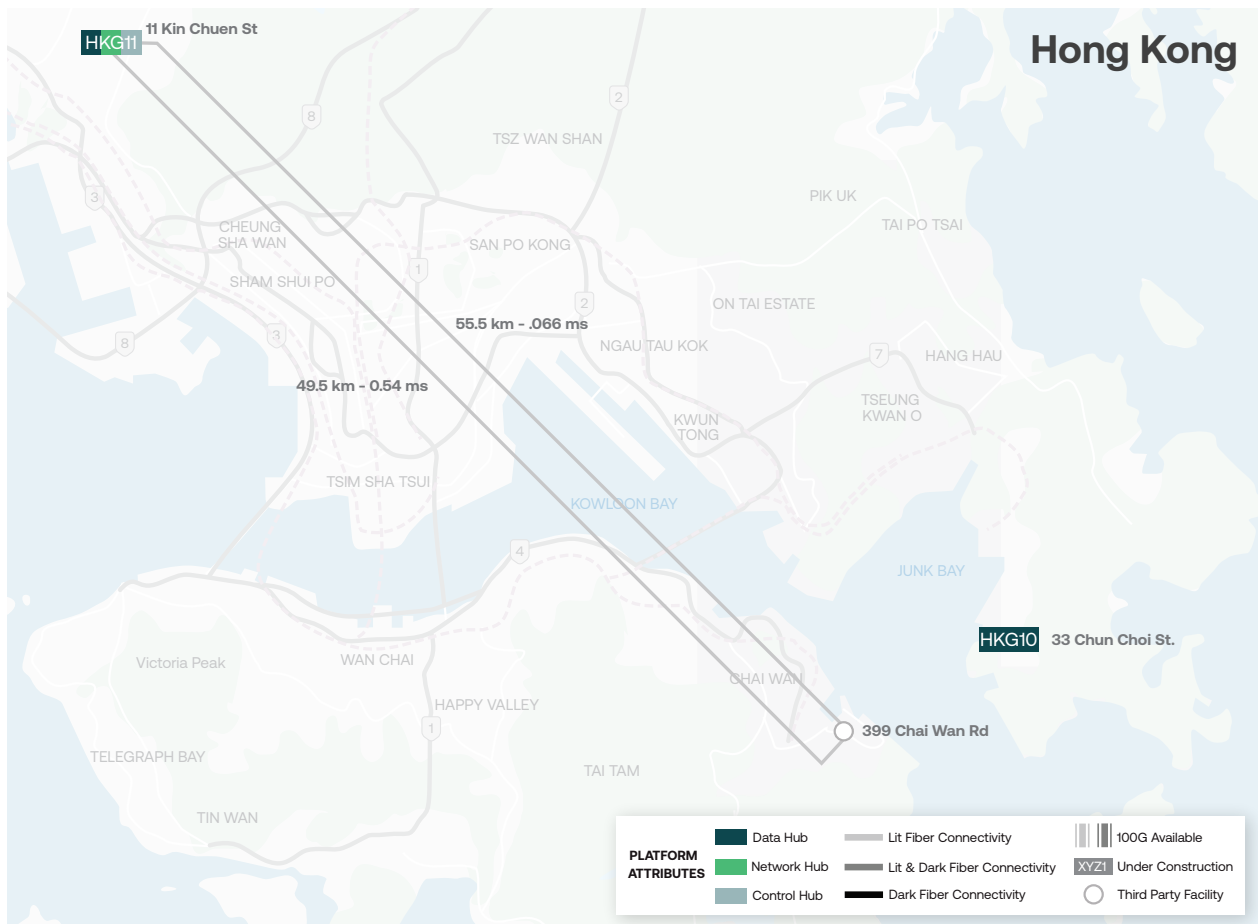 HKG11
11 Kin Chuen St
Hong Kong
2
8
TSZ WAN SHAN
3
PIK UK
TAI PO TSAI
CHEUNG
SHA WAN
SAN PO KONG
1
SHAM SHUI PO
2
ON TAI ESTATE
55.5 km - .066 ms
3
8
NGAU TAU KOK
7
HANG HAU
49.5 km - 0.54 ms
TSEUNG
KWAN O
KWUN
TONG
TSIM SHA TSUI
KOWLOON BAY
4
JUNK BAY
HKG10
33 Chun Choi St.
Victoria Peak
WAN CHAI
CHAI WAN
HAPPY VALLEY
1
399 Chai Wan Rd
TELEGRAPH BAY
TAI TAM
TIN WAN
PLATFORM
ATTRIBUTES
Data Hub
Network Hub
Control Hub
Lit Fiber Connectivity
Lit & Dark Fiber Connectivity
Dark Fiber Connectivity
100G Available
XYZ1 Under Construction
Third Party Facility